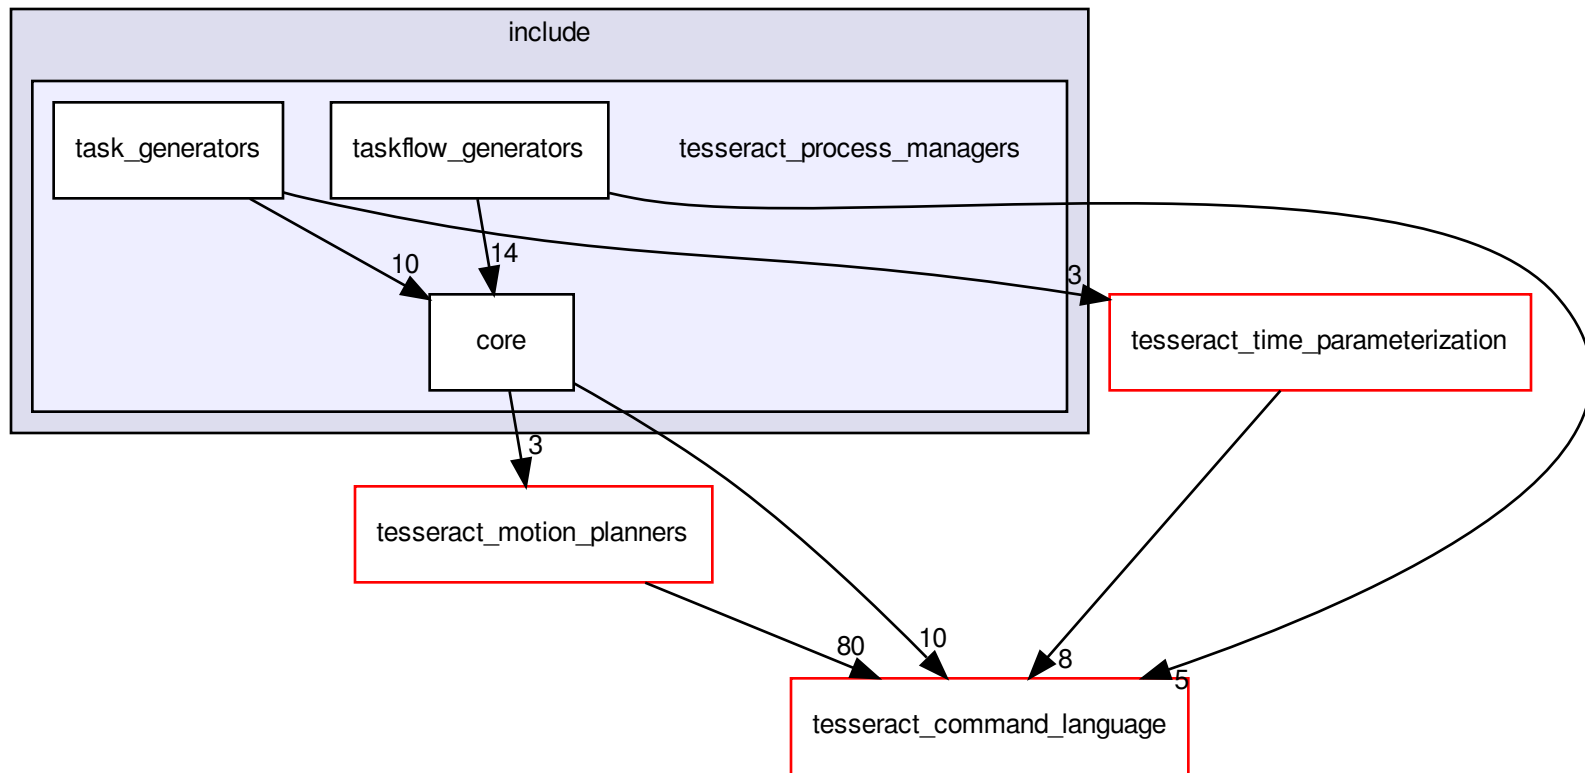 include
task_generators
taskflow_generators
tesseract_process_managers
10
14
3
core
tesseract_time_parameterization
3
tesseract_motion_planners
80
10
8
5
tesseract_command_language